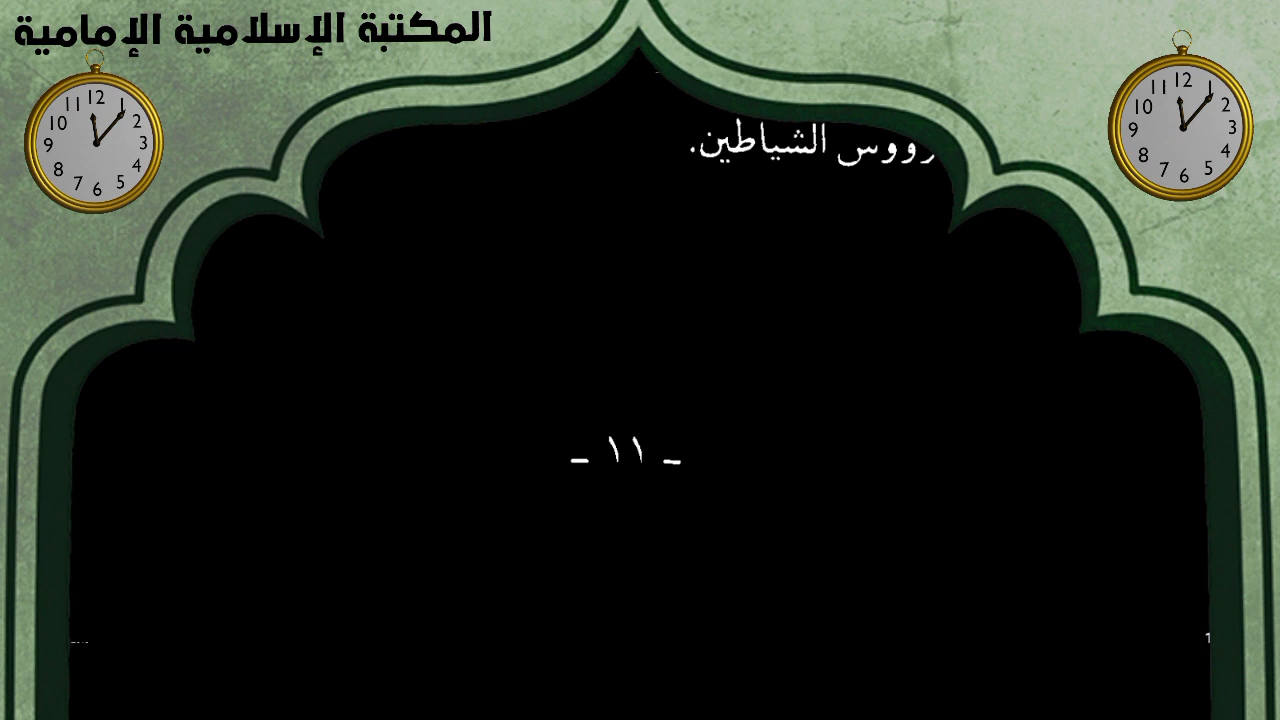 المكتبة الإسلامية الإمامية
رووس الشياطين.
ـ ١١ ـ